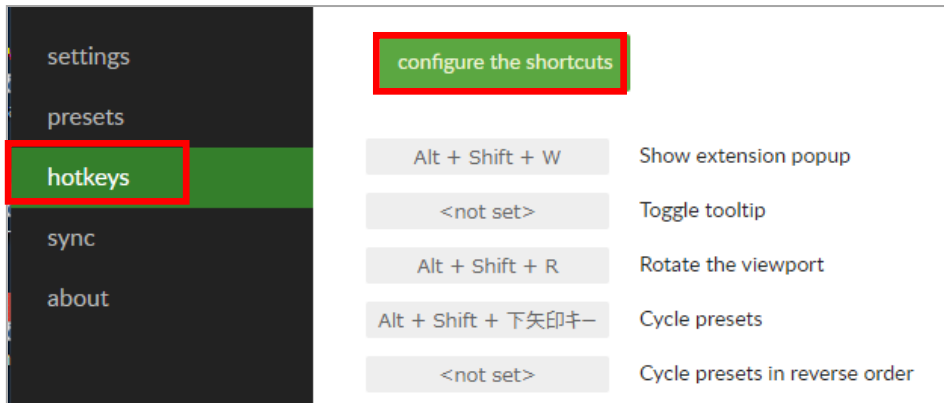 settings
presets
hotkeys
sync
about
configure the shortcuts
Alt + Shift + W Show extension popup
<not set> Toggle tooltip
Alt + Shift + R Rotate the viewport
Alt + Shift + 下矢印キー Cycle presets
<not set> Cycle presets in reverse order